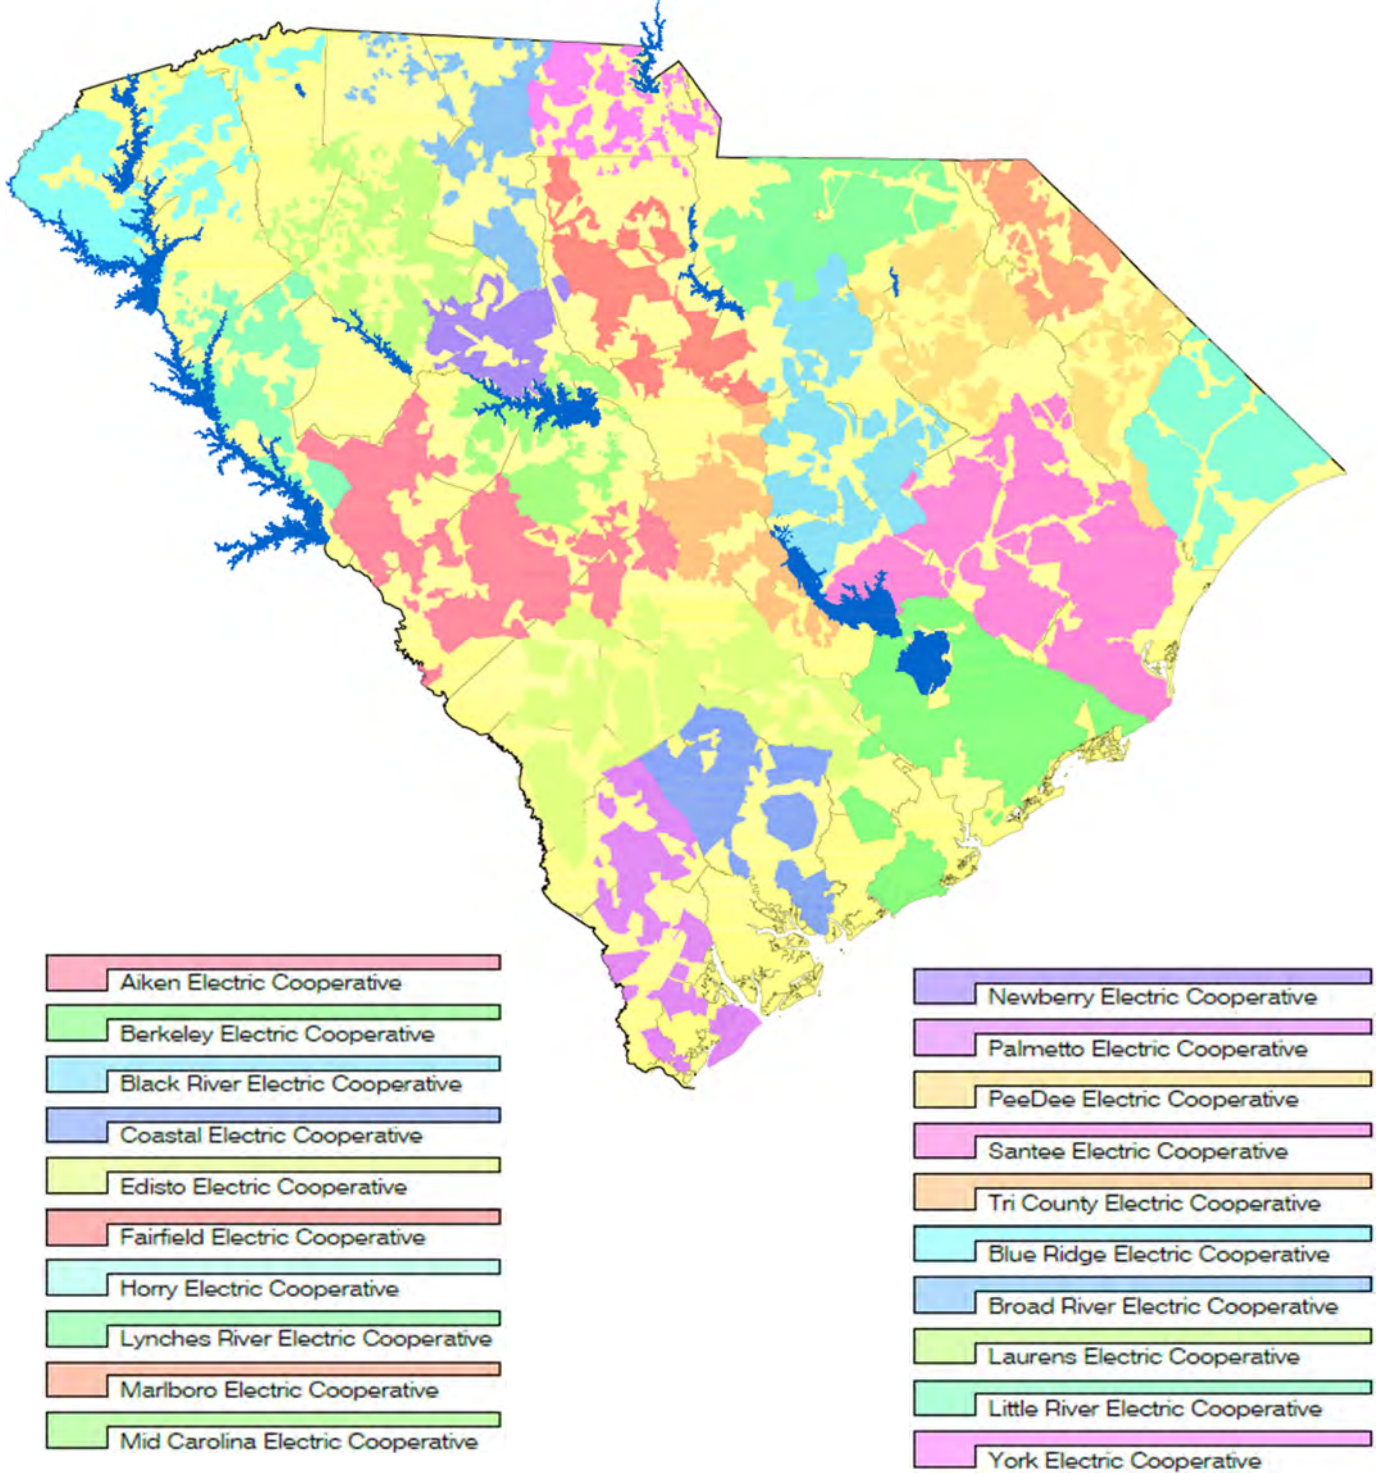 Aiken Electric Cooperative
Berkeley Electric Cooperative
Black River Electric Cooperative
Coastal Electric Cooperative
Edisto Electric Cooperative
Fairfield Electric Cooperative
Horry Electric Cooperative
Lynches River Electric Cooperative
Marlboro Electric Cooperative
Mid Carolina Electric Cooperative
Newberry Electric Cooperative
Palmetto Electric Cooperative
PeeDee Electric Cooperative
Santee Electric Cooperative
Tri County Electric Cooperative
Blue Ridge Electric Cooperative
Broad River Electric Cooperative
Laurens Electric Cooperative
Little River Electric Cooperative
York Electric Cooperative